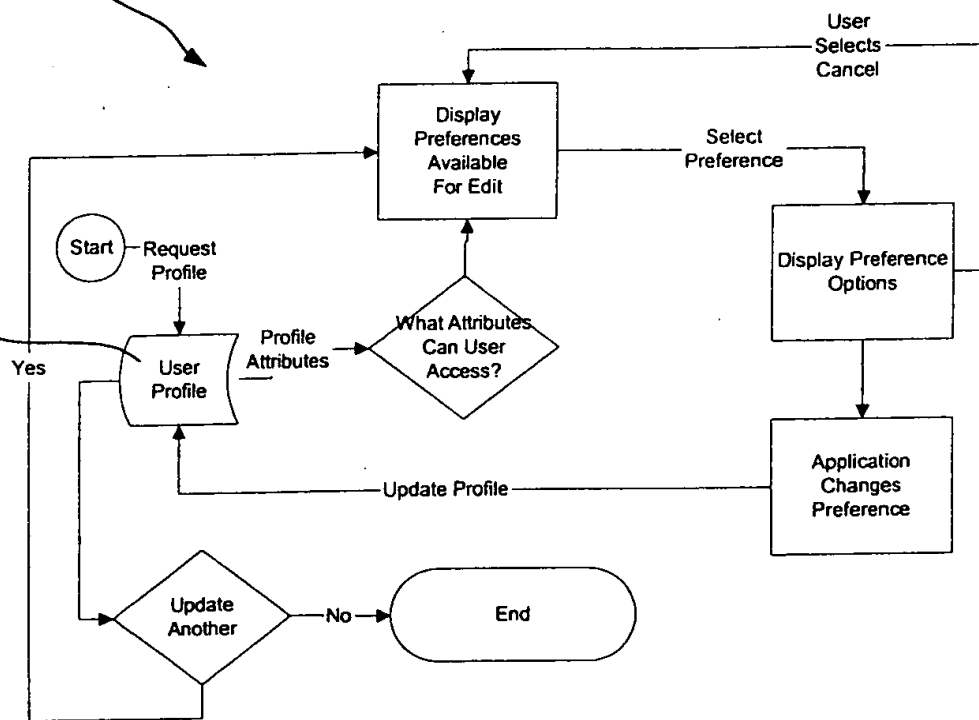 User
Selects
Cancel
Display
Preferences
Available
For Edit
Select
Preference
Start
Request
Profile
Display Preference
Options
What Attributes
Can User
Access?
Profile
Attributes
Yes
User
Profile
Application
Changes
Preference
Update Profile
Update
Another
No
End